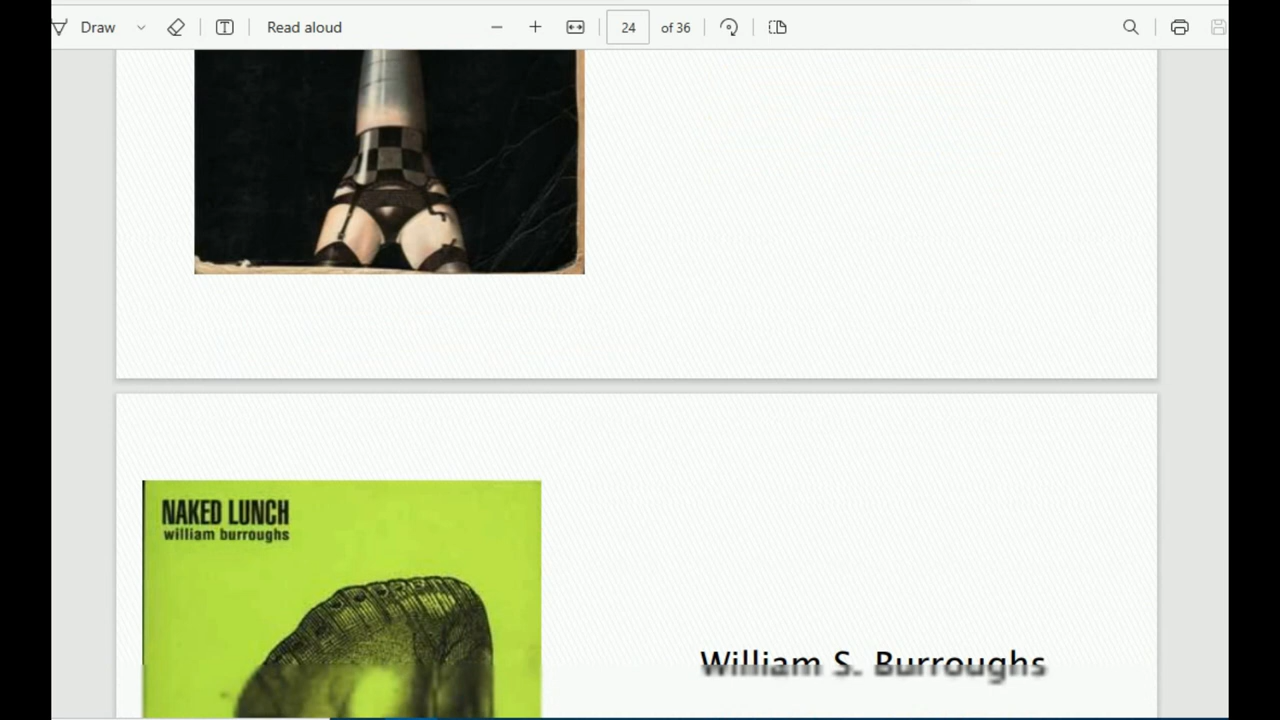 Draw
Read aloud
24 of 36
NAKED LUNCH
william burroughs
William S. Burroughs